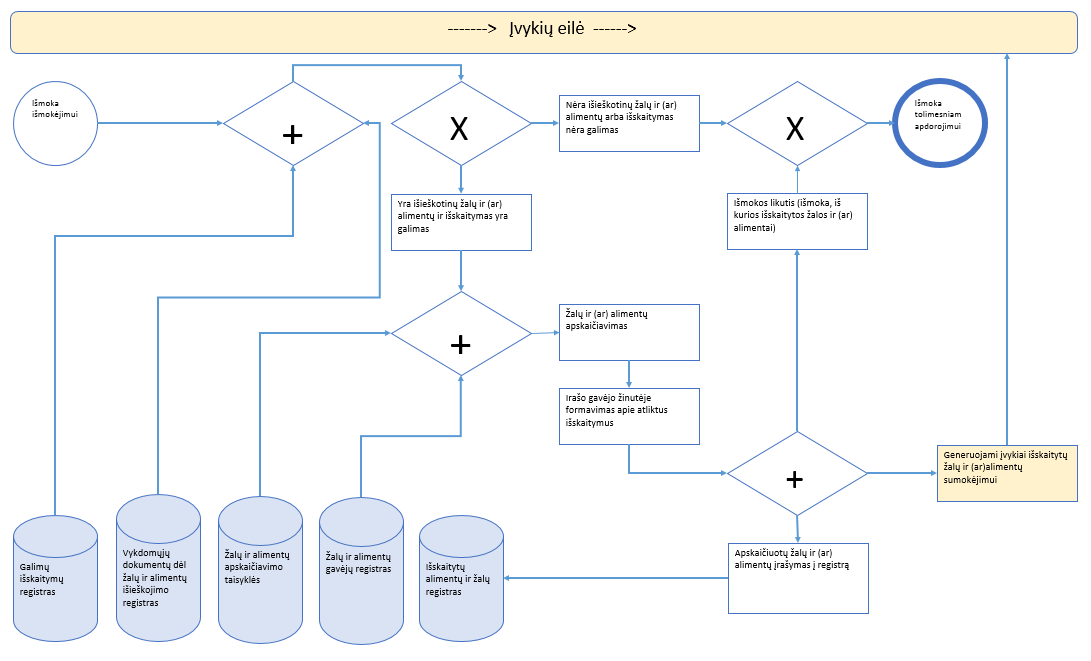 -------> Įvykių eilė ------>
Išmoka
išmokėjimui
+
X
Nėra išieškotinų žalų ir (ar)
alimentų arba išskaitymas
nėra galimas
X
Išmoka
tolimesniam
apdorojimui
Yra išieškotinų žalų ir (ar)
alimentų ir išskaitymas yra
galimas
Išmokos likutis (išmoka, iš
kurios išskaitytos žalos ir (ar)
alimentai)
+
Žalų ir (ar) alimentų
apskaičiavimas
Irašo gavėjo žinutėje
formavimas apie atliktus
išskaitymus
+
Generuojami įvykiai išskaitytų
žalų ir (ar)alimentų
sumokėjimui
Galimų
išskaitymų
registras
Vykdomųjų
dokumentų dėl
žalų ir alimentų
išieškojimo
registras
Žalų ir alimentų
apskaičiavimo
taisyklės
Žalų ir alimentų
gavėjų registras
Išskaitytų
alimentų ir žalų
registras
Apskaičiuotų žalų ir (ar)
alimentų įrašymas į registrą